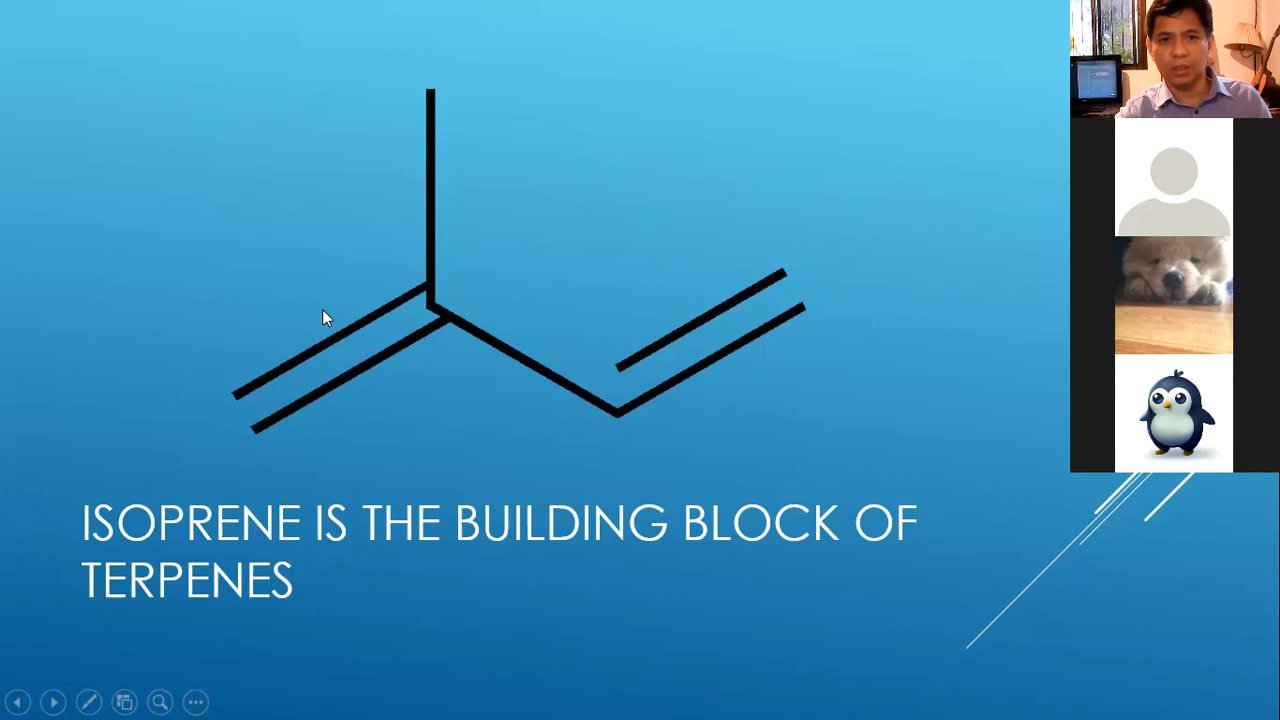 ISOPRENE IS THE BUILDING BLOCK OF
TERPENES